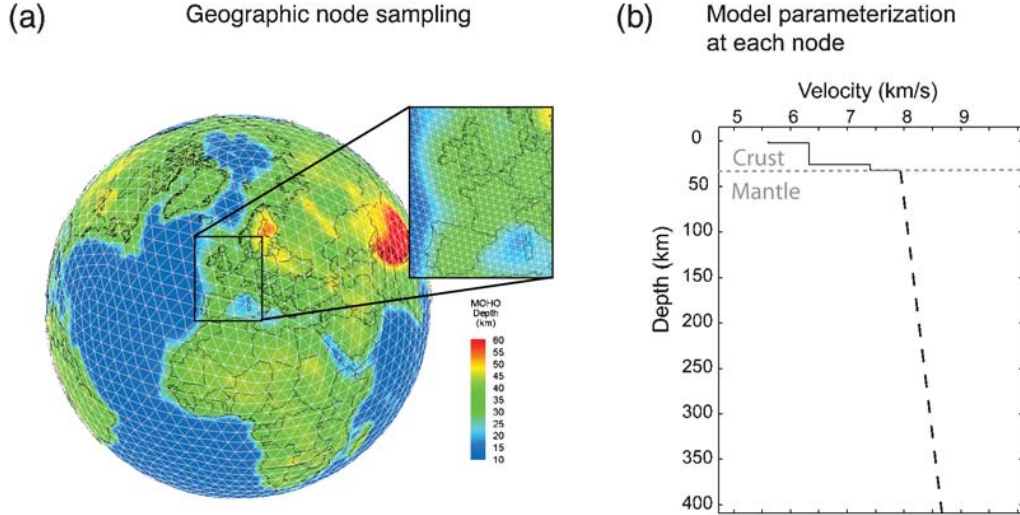 (a)
Geographic node sampling
MOHO
Depth
(km)
60
55
50
45
40
35
30
25
20
15
10
(b)
Model parameterization
at each node
Velocity (km/s)
5 6 7 8 9
0
Crust
50
Mantle
100
150
200
250
300
350
400
Depth (km)